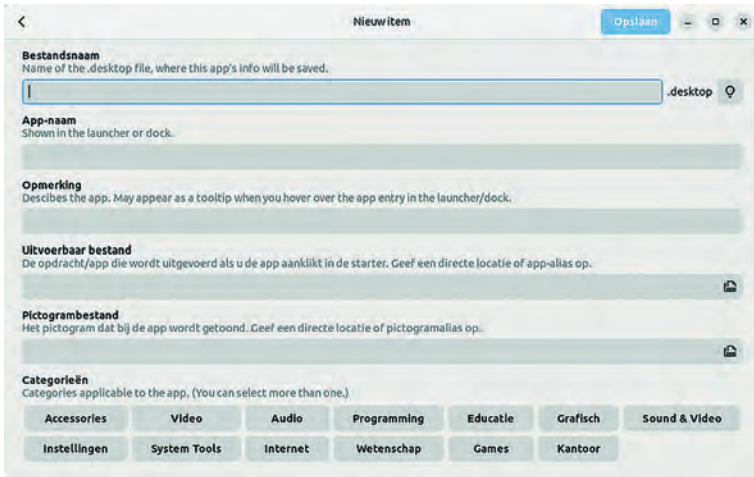 Nieuw item
Opslaan
Bestandsnaam
Name of the .desktop file, where this app's info will be saved.
.desktop
App-naam
Shown in the launcher or dock.
Opmerking
Descibes the app. May appear as a tooltip when you hover over the app entry in the launcher/dock.
Uitvoerbaar bestand
De opdracht/app die wordt uitgevoerd als u de app aanklikt in de starter. Geef een directe locatie of app-alias op.
Pictogrambestand
Het pictogram dat bij de app wordt getoond. Geef een directe locatie of pictogramalias op.
Categorieën
Categories applicable to the app. (You can select more than one.)
Accessories Video Audio Programming Educatie Grafisch Sound & Video
Instellingen System Tools Internet Wetenschap Games Kantoor